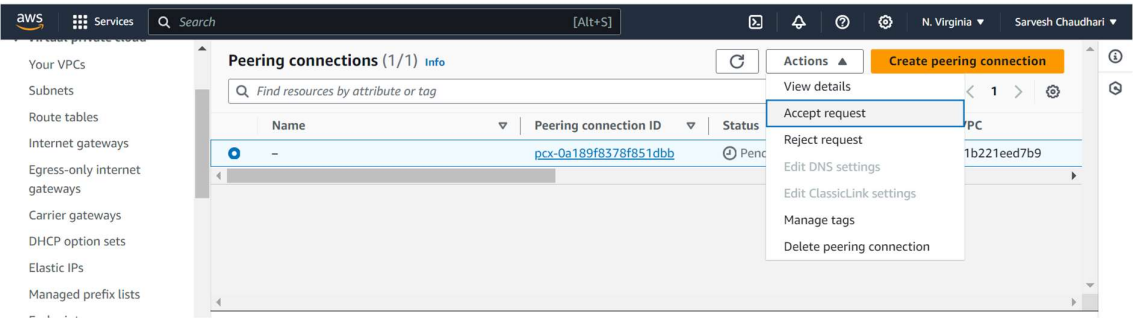 aws Services Search [Alt+S] N. Virginia ▼ Sarvesh Chaudhari ▼
Virtual private cloud
Your VPCs
Subnets
Route tables
Internet gateways
Egress-only internet
gateways
Carrier gateways
DHCP option sets
Elastic IPs
Managed prefix lists
Peering connections (1/1) Info
Actions ▲
Create peering connection
Find resources by attribute or tag
1
Name Peering connection ID Status VPC
– pcx-0a189f8378f851dbb Pend 1b221eed7b9
View details
Accept request
Reject request
Edit DNS settings
Edit ClassicLink settings
Manage tags
Delete peering connection